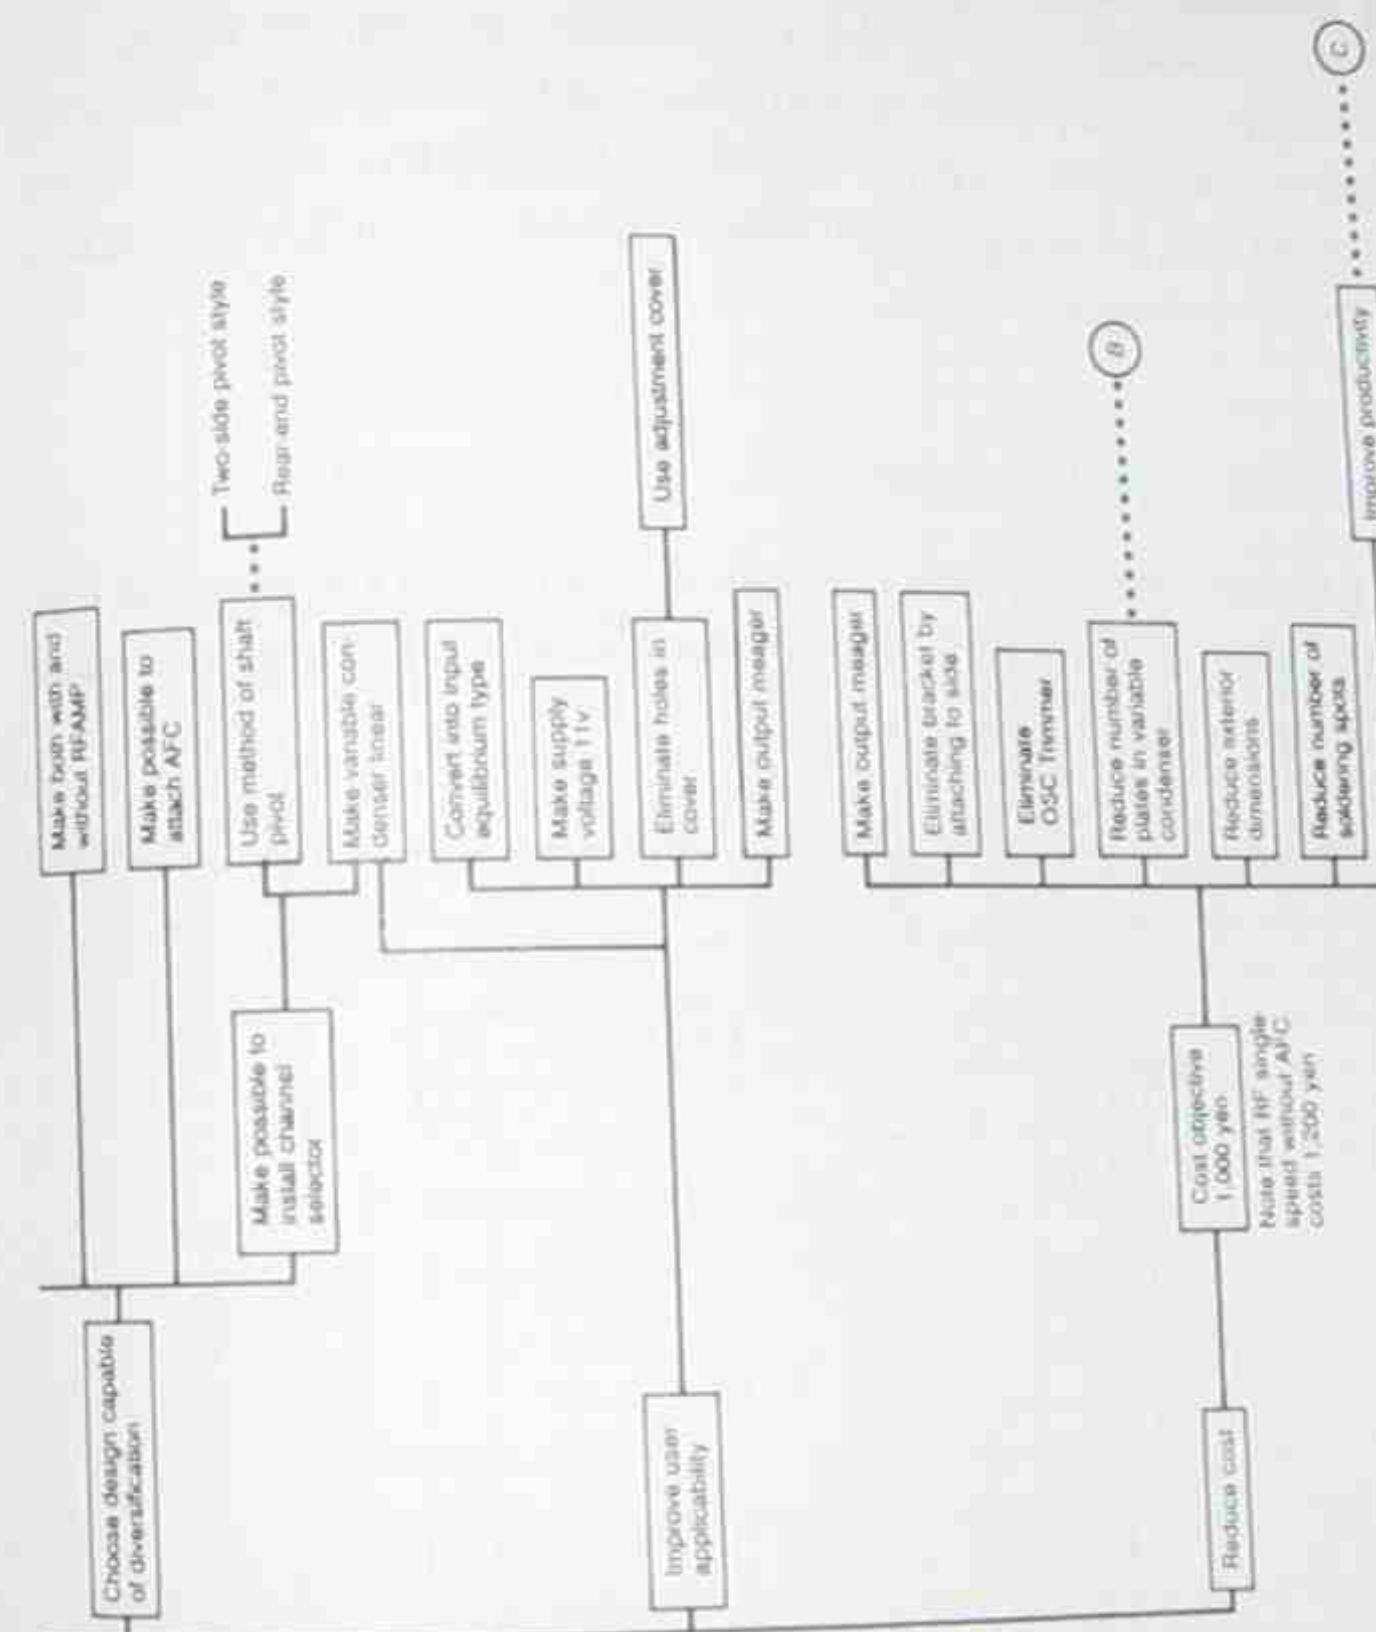 Choose design capable
of diversification
Make both with and
without RFAMP
Make possible to
attach AFC
Make possible to
install channel
selector
Use method of shaft
pivot
Two-side pivot style
Rear-end pivot style
Make variable con-
denser linear
Improve user
applicability
Convert into input
equilibrium type
Make supply
voltage 11v
Eliminate holes in
cover
Use adjustment cover
Make output meager
Reduce cost
Cost objective
1,000 yen
Note that RF single
speed without AFC
costs 1,200 yen
Make output meager
Eliminate bracket by
attaching to side
Eliminate
OSC Trimmer
Reduce number of
plates in variable
condenser
B
Reduce exterior
dimensions
Reduce number of
soldering spots
Improve productivity
C